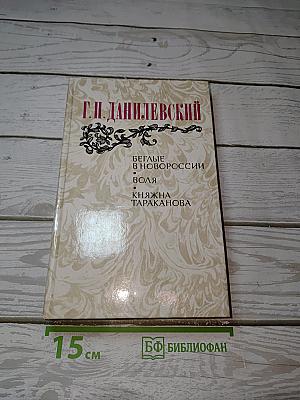 Г.П. ДАНИЛЕВСКИЙ
БЕГЛЫЕ
В НОВОРОССИИ
•
ВОЛЯ
•
КНЯЖНА
ТАРАКАНОВА
15 см
БФ БИБЛИОФАН